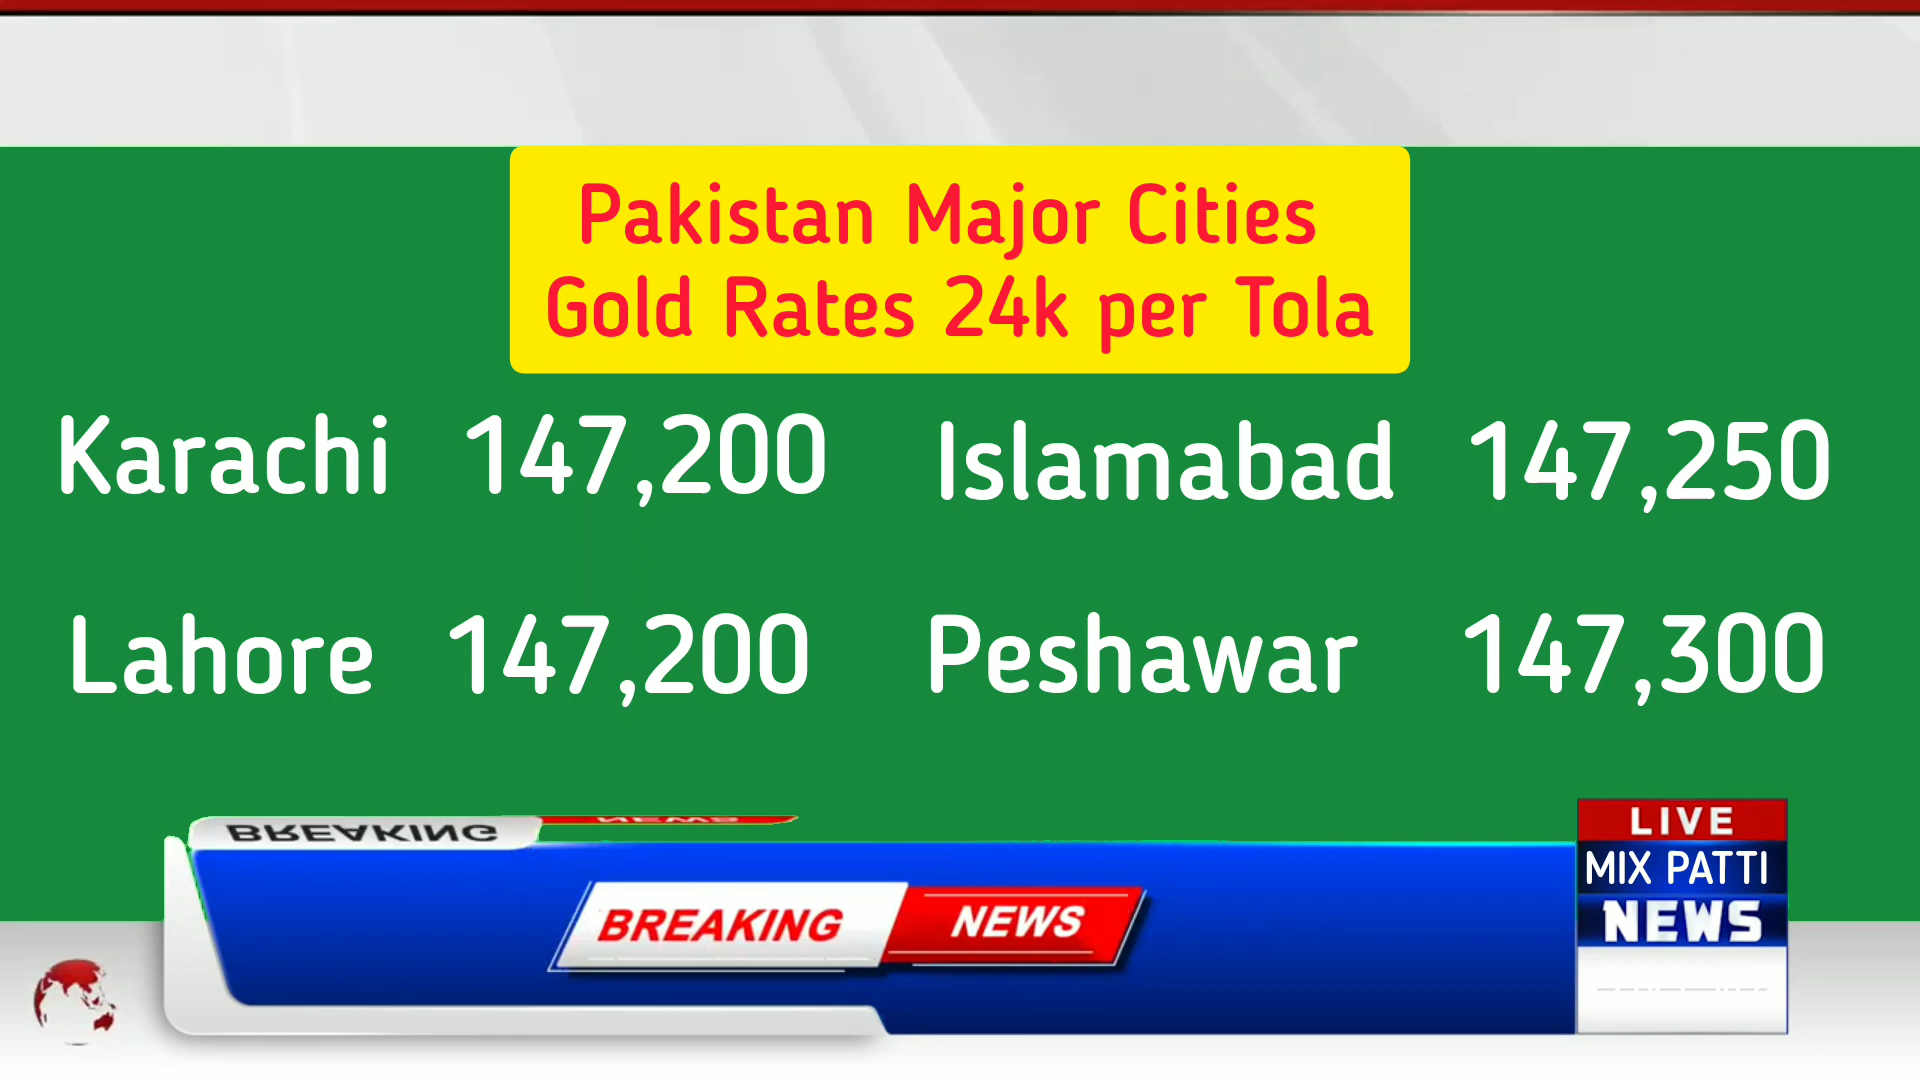 Pakistan Major Cities
Gold Rates 24k per Tola
Karachi 147,200 Islamabad 147,250
Lahore 147,200 Peshawar 147,300
BREAKING NEWS
BREAKING NEWS
LIVE
MIX PATTI
NEWS